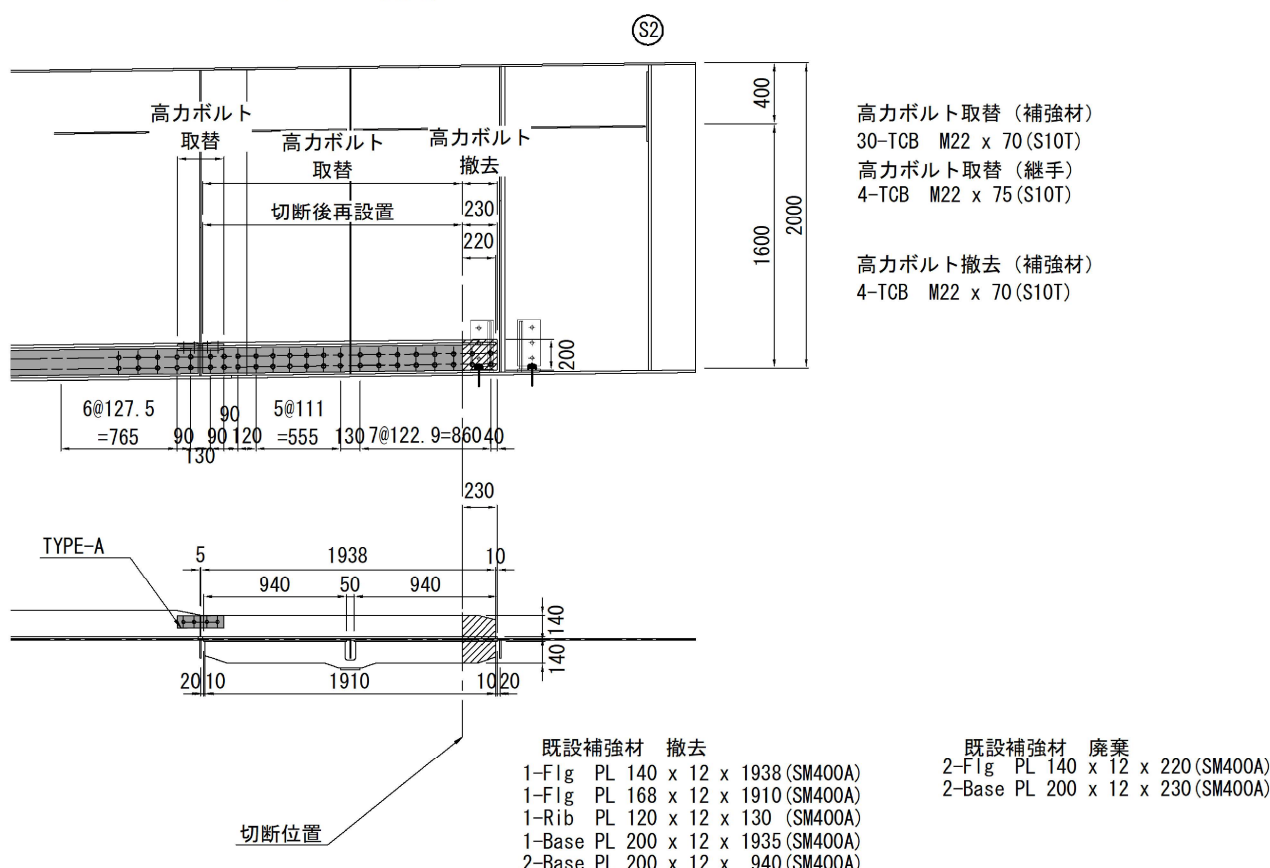 S2
高力ボルト
取替
高力ボルト
取替
高力ボルト
撤去
切断後再設置
230
220
400
1600
2000
200
高力ボルト取替(補強材)
30-TCB M22 x 70(S10T)
高力ボルト取替(継手)
4-TCB M22 x 75(S10T)
高力ボルト撤去(補強材)
4-TCB M22 x 70(S10T)
6@127.5
=765
90
130
90
90
120
5@111
=555
130
7@122.9=860
40
230
TYPE-A
5
1938
10
940
50
940
140
140
20
10
1910
10
20
切断位置
既設補強材 撤去
1-Flg PL 140 x 12 x 1938(SM400A)
1-Flg PL 168 x 12 x 1910(SM400A)
1-Rib PL 120 x 12 x 130 (SM400A)
1-Base PL 200 x 12 x 1935(SM400A)
2-Base PL 200 x 12 x 940(SM400A)
既設補強材 廃棄
2-Flg PL 140 x 12 x 220(SM400A)
2-Base PL 200 x 12 x 230(SM400A)